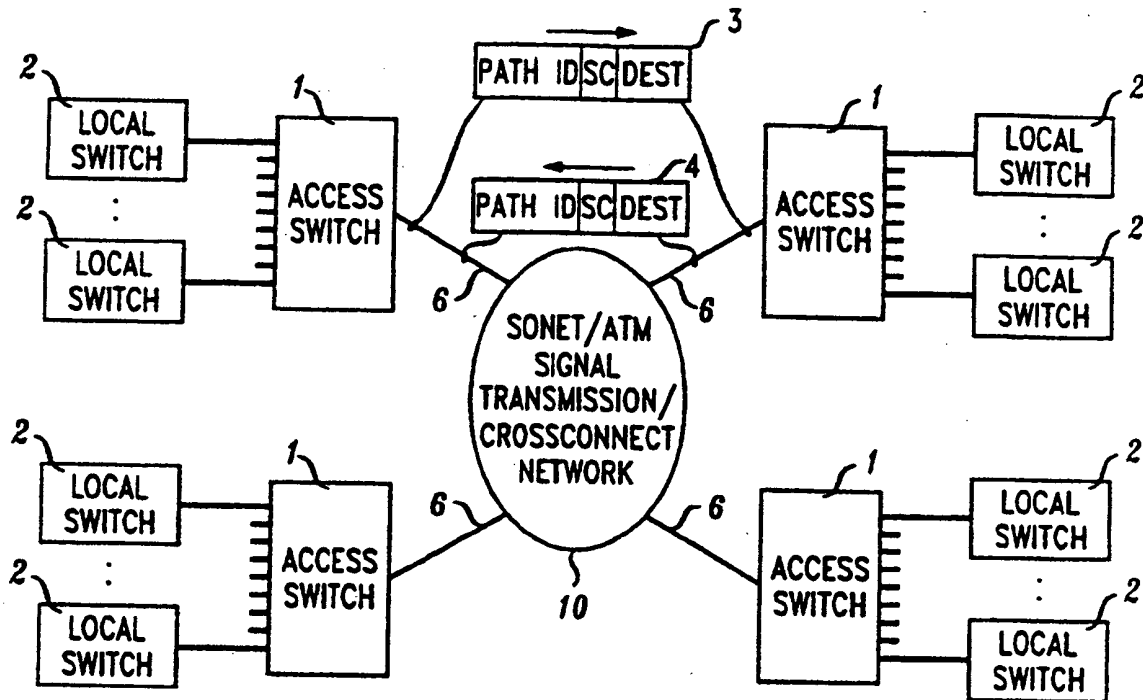 3
PATH ID SC DEST
2
LOCAL
SWITCH
1
ACCESS
SWITCH
2
LOCAL
SWITCH
4
PATH ID SC DEST
6
6
1
ACCESS
SWITCH
2
LOCAL
SWITCH
2
LOCAL
SWITCH
SONET/ATM
SIGNAL
TRANSMISSION/
CROSSCONNECT
NETWORK
10
2
LOCAL
SWITCH
1
ACCESS
SWITCH
6
2
LOCAL
SWITCH
6
1
ACCESS
SWITCH
2
LOCAL
SWITCH
2
LOCAL
SWITCH